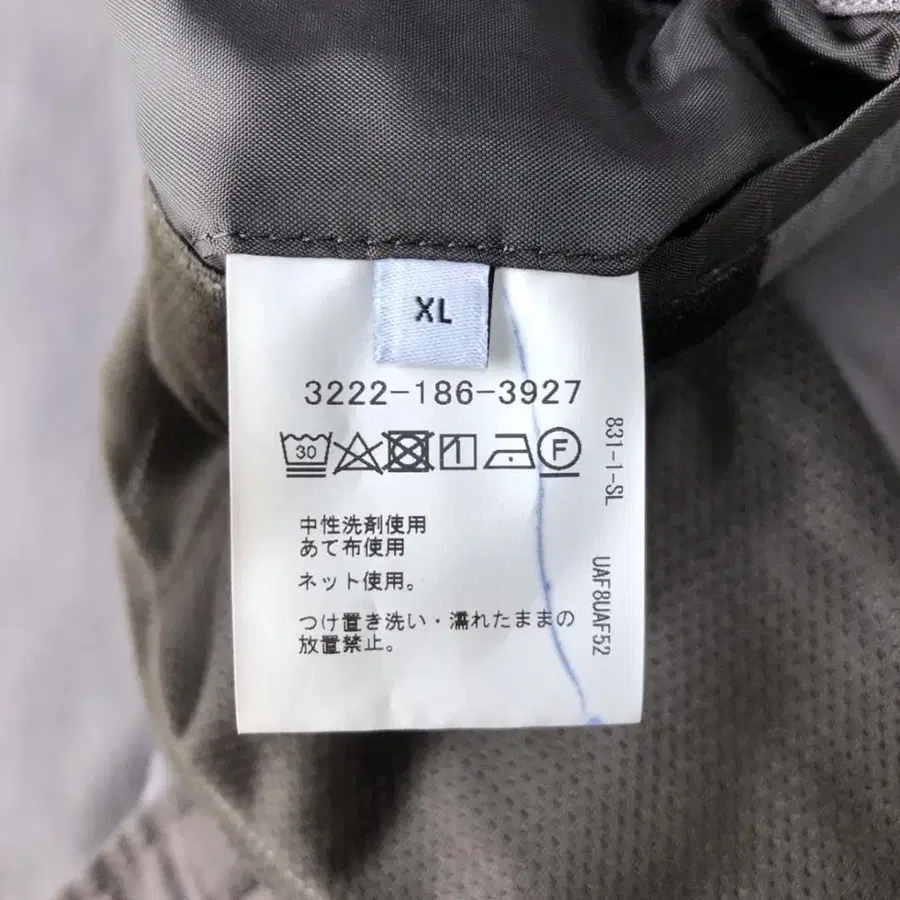 XL
3222-186-3927
30
F
831-1-SL UAF8UAF52
中性洗剤使用
あて布使用
ネット使用。
つけ置き洗い・濡れたままの
放置禁止。